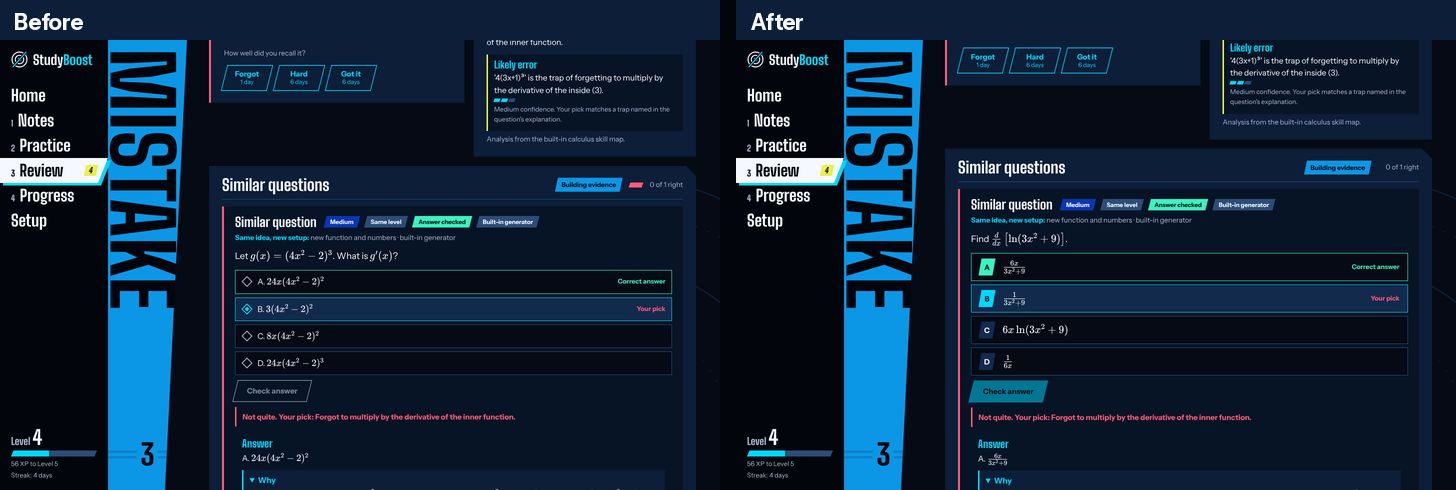 Before
StudyBoost
Home
1 Notes
2 Practice
3 Review 4
4 Progress
Setup
Level 4
56 XP to Level 5
Streak: 4 days
MISTAKE
3
How well did you recall it?
Forgot Hard Got it
1 day 6 days 6 days
of the inner function.
Likely error
'4(3x+1)³' is the trap of forgetting to multiply by
the derivative of the inside (3).
Medium confidence. Your pick matches a trap named in the
question's explanation.
Analysis from the built-in calculus skill map.
Similar questions Building evidence 0 of 1 right
Similar question Medium Same level Answer checked Built-in generator
Same idea, new setup: new function and numbers · built-in generator
Let g(x) = (4x² − 2)³. What is g′(x)?
A. 24x(4x² − 2)² Correct answer
B. 3(4x² − 2)² Your pick
C. 8x(4x² − 2)²
D. 24x(4x² − 2)³
Check answer
Not quite. Your pick: Forgot to multiply by the derivative of the inner function.
Answer
A. 24x(4x² − 2)²
▼ Why
After
StudyBoost
Home
1 Notes
2 Practice
3 Review 4
4 Progress
Setup
Level 4
56 XP to Level 5
Streak: 4 days
MISTAKE
3
Forgot Hard Got it
1 day 6 days 6 days
Likely error
'4(3x+1)³' is the trap of forgetting to multiply by
the derivative of the inside (3).
Medium confidence. Your pick matches a trap named in the
question's explanation.
Analysis from the built-in calculus skill map.
Similar questions Building evidence 0 of 1 right
Similar question Medium Same level Answer checked Built-in generator
Same idea, new setup: new function and numbers · built-in generator
Find d/dx [ln(3x² + 9)].
A 6x/3x²+9 Correct answer
B 1/3x²+9 Your pick
C 6x ln(3x² + 9)
D 1/6x
Check answer
Not quite. Your pick: Forgot to multiply by the derivative of the inner function.
Answer
A. 6x/3x²+9
▼ Why